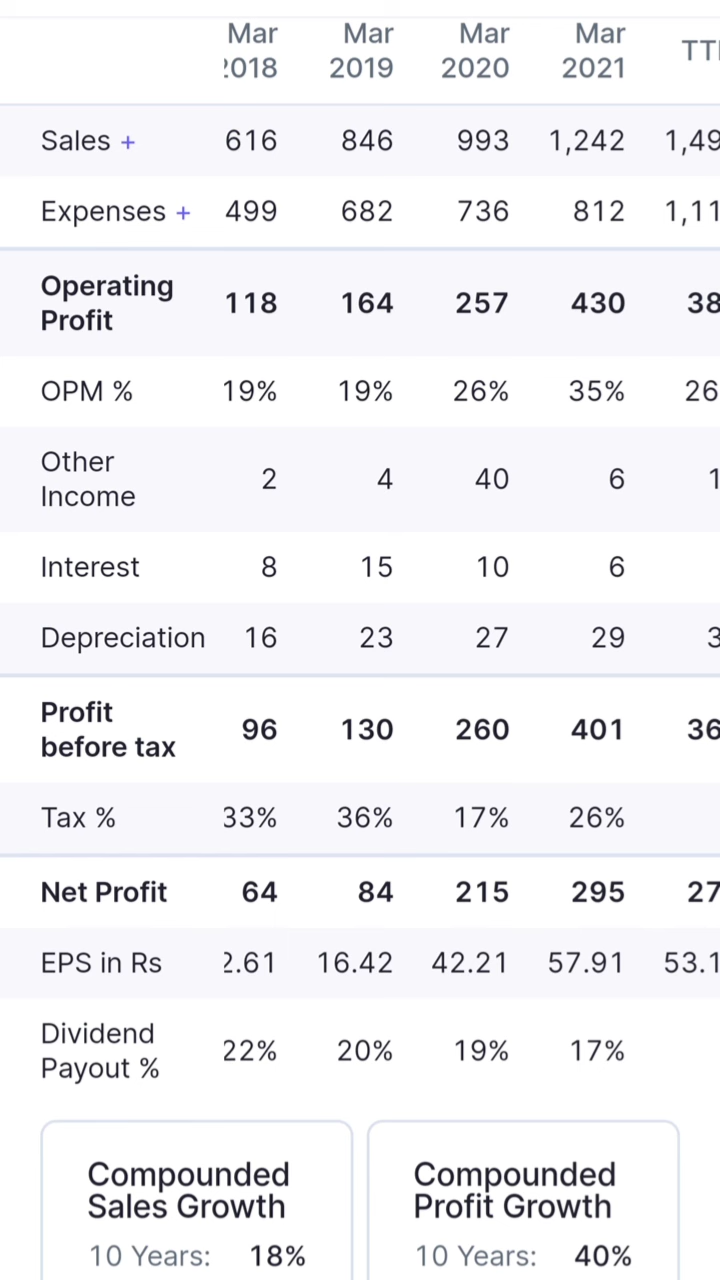 Mar Mar Mar Mar
2018 2019 2020 2021
Sales + 616 846 993 1,242
Expenses + 499 682 736 812
Operating
Profit 118 164 257 430
OPM % 19% 19% 26% 35%
Other
Income 2 4 40 6
Interest 8 15 10 6
Depreciation 16 23 27 29
Profit
before tax 96 130 260 401
Tax % 33% 36% 17% 26%
Net Profit 64 84 215 295
EPS in Rs 2.61 16.42 42.21 57.91
Dividend
Payout % 22% 20% 19% 17%
Compounded
Sales Growth
10 Years: 18%
Compounded
Profit Growth
10 Years: 40%